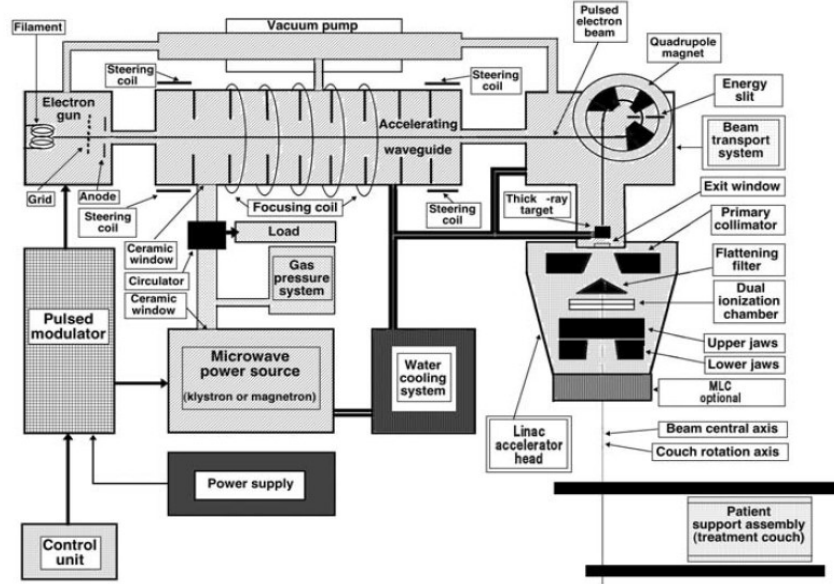 Filament
Vacuum pump
Pulsed
electron
beam
Quadrupole
magnet
Steering
coil
Steering
coil
Energy
slit
Electron
gun
Accelerating
waveguide
Beam
transport
system
Grid
Anode
Steering
coil
Focusing coil
Steering
coil
Thick -ray
target
Exit window
Primary
collimator
Ceramic
window
Load
Circulator
Gas
pressure
system
Flattening
filter
Ceramic
window
Dual
ionization
chamber
Pulsed
modulator
Microwave
power source
(klystron or magnetron)
Water
cooling
system
Upper jaws
Lower jaws
MLC
optional
Linac
accelerator
head
Beam central axis
Couch rotation axis
Power supply
Patient
support assembly
(treatment couch)
Control
unit